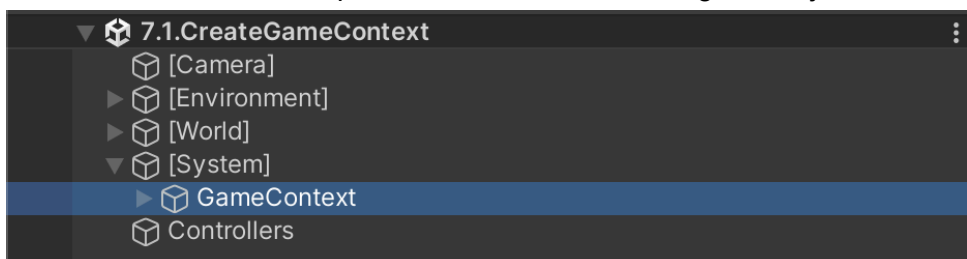 7.1.CreateGameContext
[Camera]
[Environment]
[World]
[System]
GameContext
Controllers